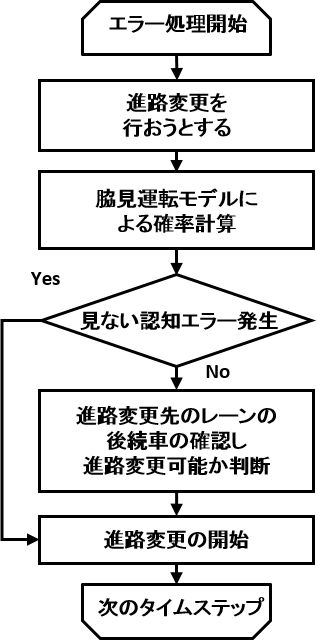 エラー処理開始
進路変更を
行おうとする
脇見運転モデルに
よる確率計算
Yes
見ない認知エラー発生
No
進路変更先のレーンの
後続車の確認し
進路変更可能か判断
進路変更の開始
次のタイムステップ